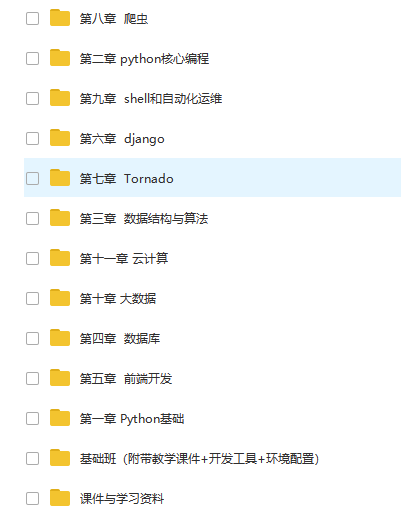 第八章 爬虫
第二章 python核心编程
第九章 shell和自动化运维
第六章 django
第七章 Tornado
第三章 数据结构与算法
第十一章 云计算
第十章 大数据
第四章 数据库
第五章 前端开发
第一章 Python基础
基础班（附带教学课件+开发工具+环境配置）
课件与学习资料